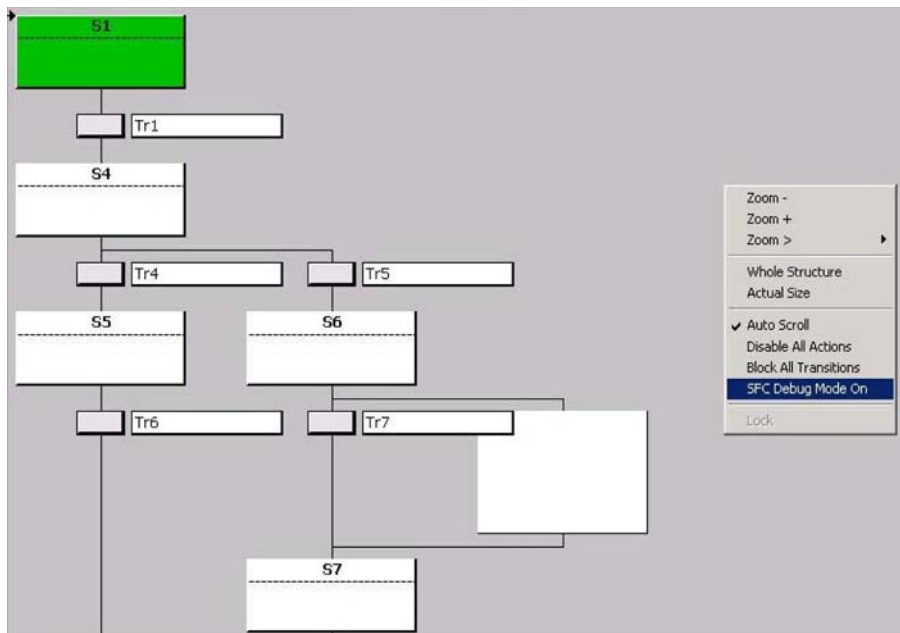 S1
Tr1
S4
Tr4
Tr5
S5
S6
Tr6
Tr7
S7
Zoom -
Zoom +
Zoom >
Whole Structure
Actual Size
Auto Scroll
Disable All Actions
Block All Transitions
SFC Debug Mode On
Lock